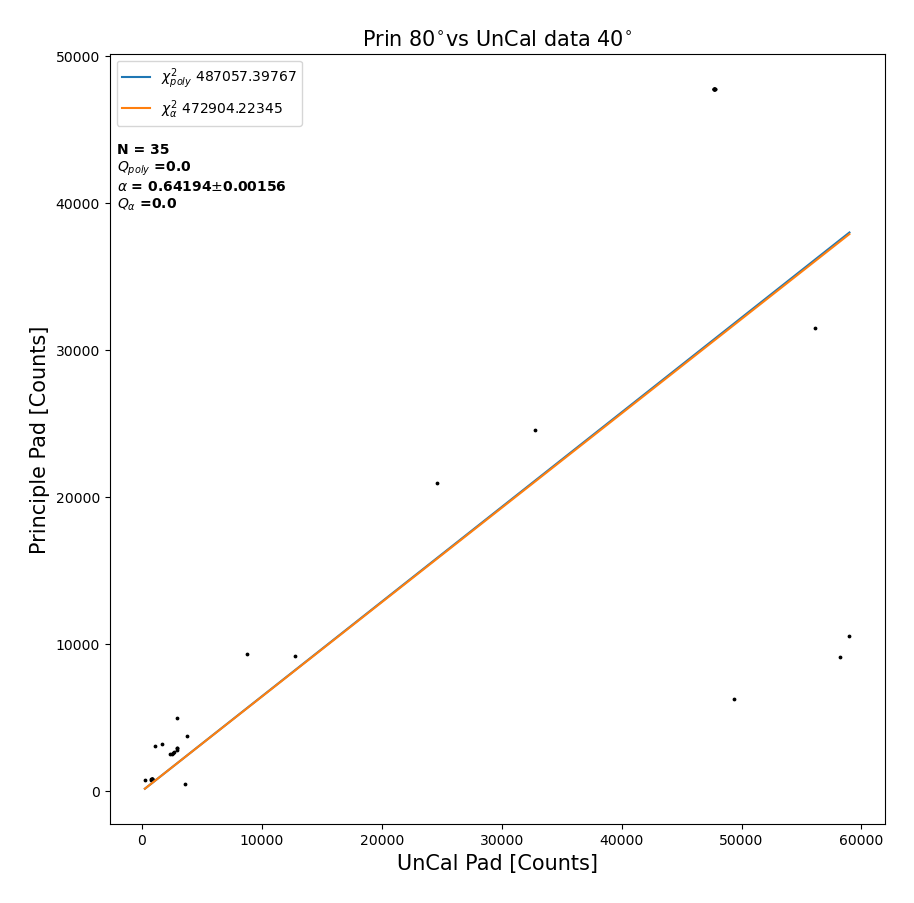 Prin 80°vs UnCal data 40°
50000
40000
30000
20000
10000
0
Principle Pad [Counts]
χ²poly 487057.39767
χ²α 472904.22345
N = 35
Qpoly =0.0
α = 0.64194±0.00156
Qα =0.0
0 10000 20000 30000 40000 50000 60000
UnCal Pad [Counts]